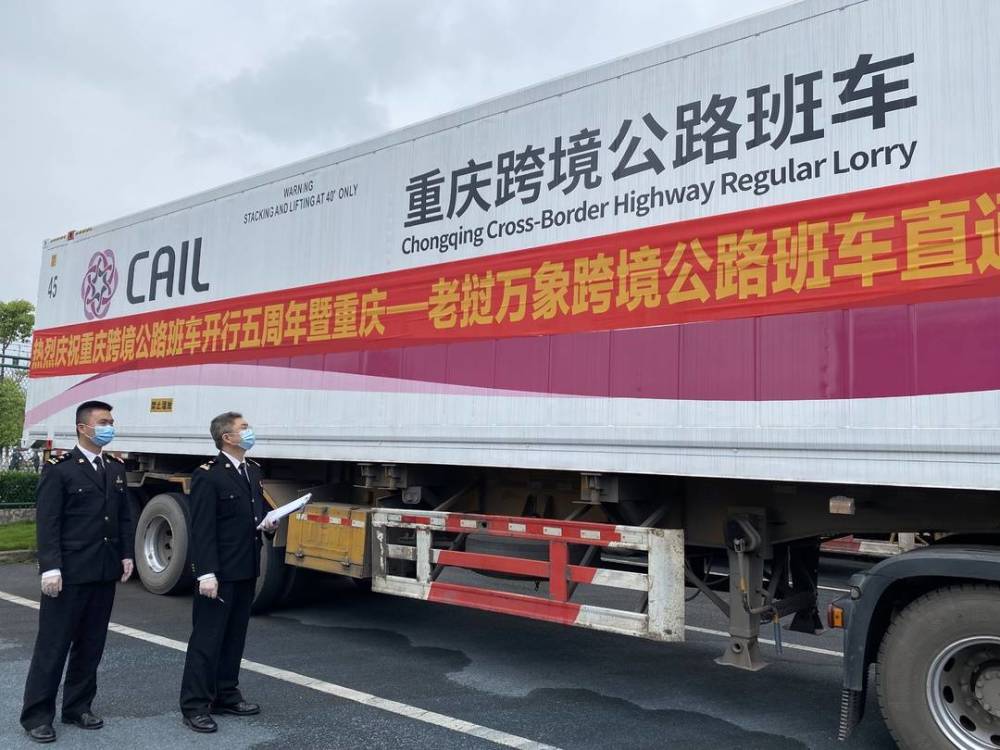 重庆跨境公路班车
WARNING
STACKING AND LIFTING AT 40' ONLY
Chongqing Cross-Border Highway Regular Lorry
45
CAIL
热烈庆祝重庆跨境公路班车开行五周年暨重庆—老挝万象跨境公路班车直通